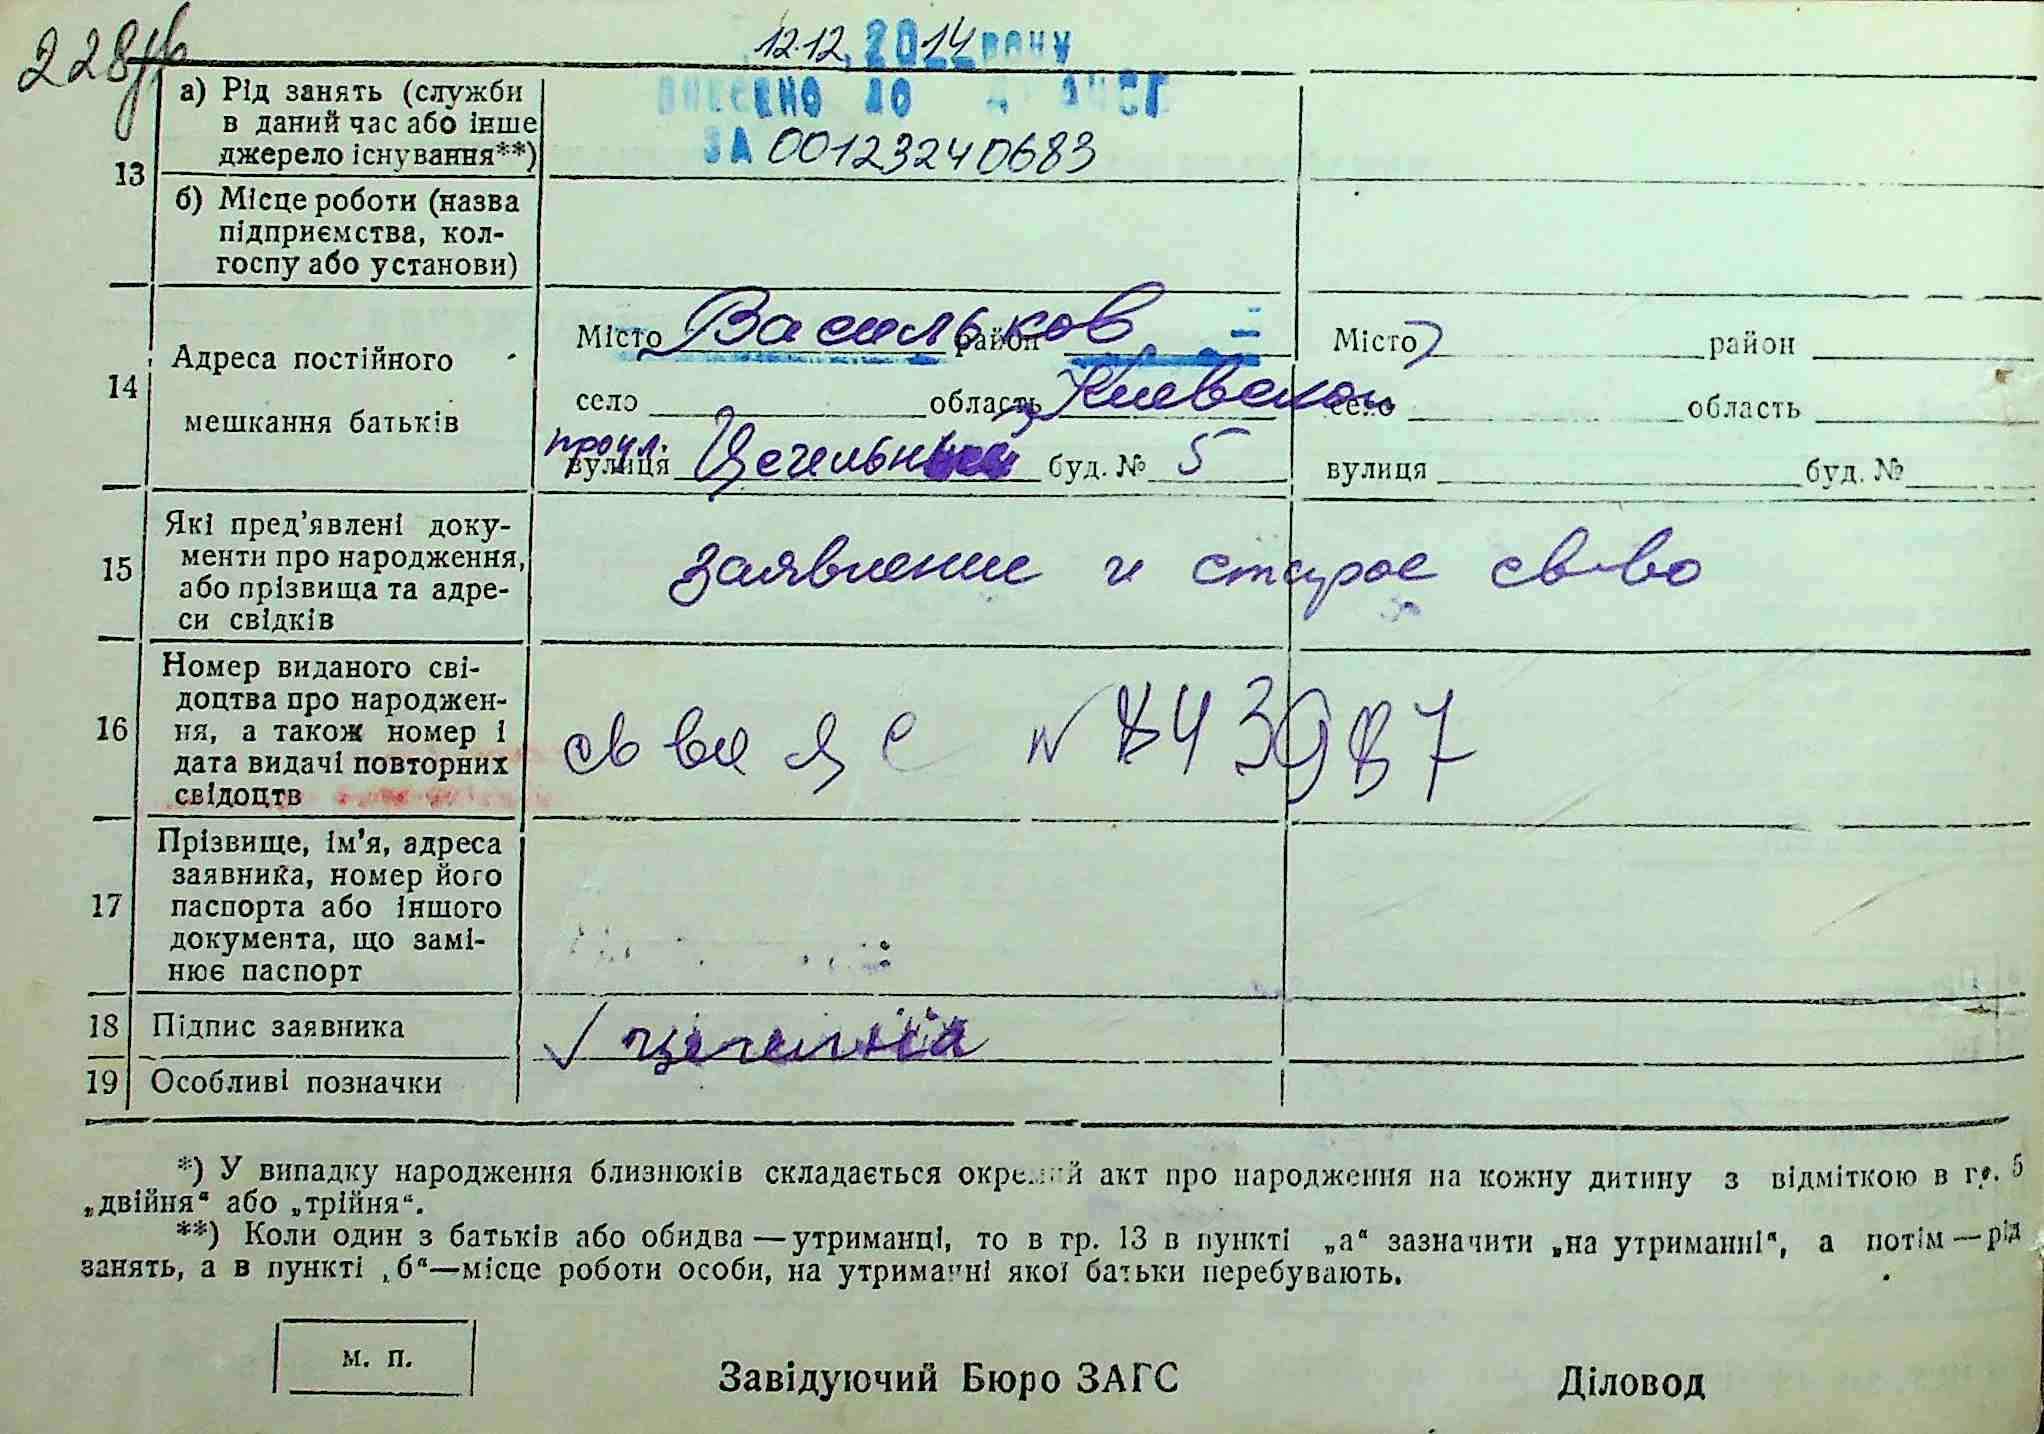 228
12.12.2014 року
ВНЕСЕНО ДО ДРАЦСГ
ЗА 00123240683
13
а) Рід занять (служби
в даний час або інше
джерело існування**)
б) Місце роботи (назва
підприємства, кол-
госпу або установи)
14
Адреса постійного
мешкання батьків
Місто Васильков район –
село область Киевской
проул. вулиця буд. № 5
Місто район
село область
вулиця буд. №
15
Які пред'явлені доку-
менти про народження,
або прізвища та адре-
си свідків
заявление и старое св-во
16
Номер виданого сві-
доцтва про народжен-
ня, а також номер і
дата видачі повторних
свідоцтв
№ 843987
17
Прізвище, ім'я, адреса
заявника, номер його
паспорта або іншого
документа, що замі-
нює паспорт
18 Підпис заявника
19 Особливі позначки
*) У випадку народження близнюків складається окремий акт про народження на кожну дитину з відміткою в гр. 5
„двійня“ або „трійня“.
**) Коли один з батьків або обидва — утриманці, то в гр. 13 в пункті „а“ зазначити „на утриманні“, а потім — рід
занять, а в пункті „б“—місце роботи особи, на утриманні якої батьки перебувають.
м. п.
Завідуючий Бюро ЗАГС Діловод